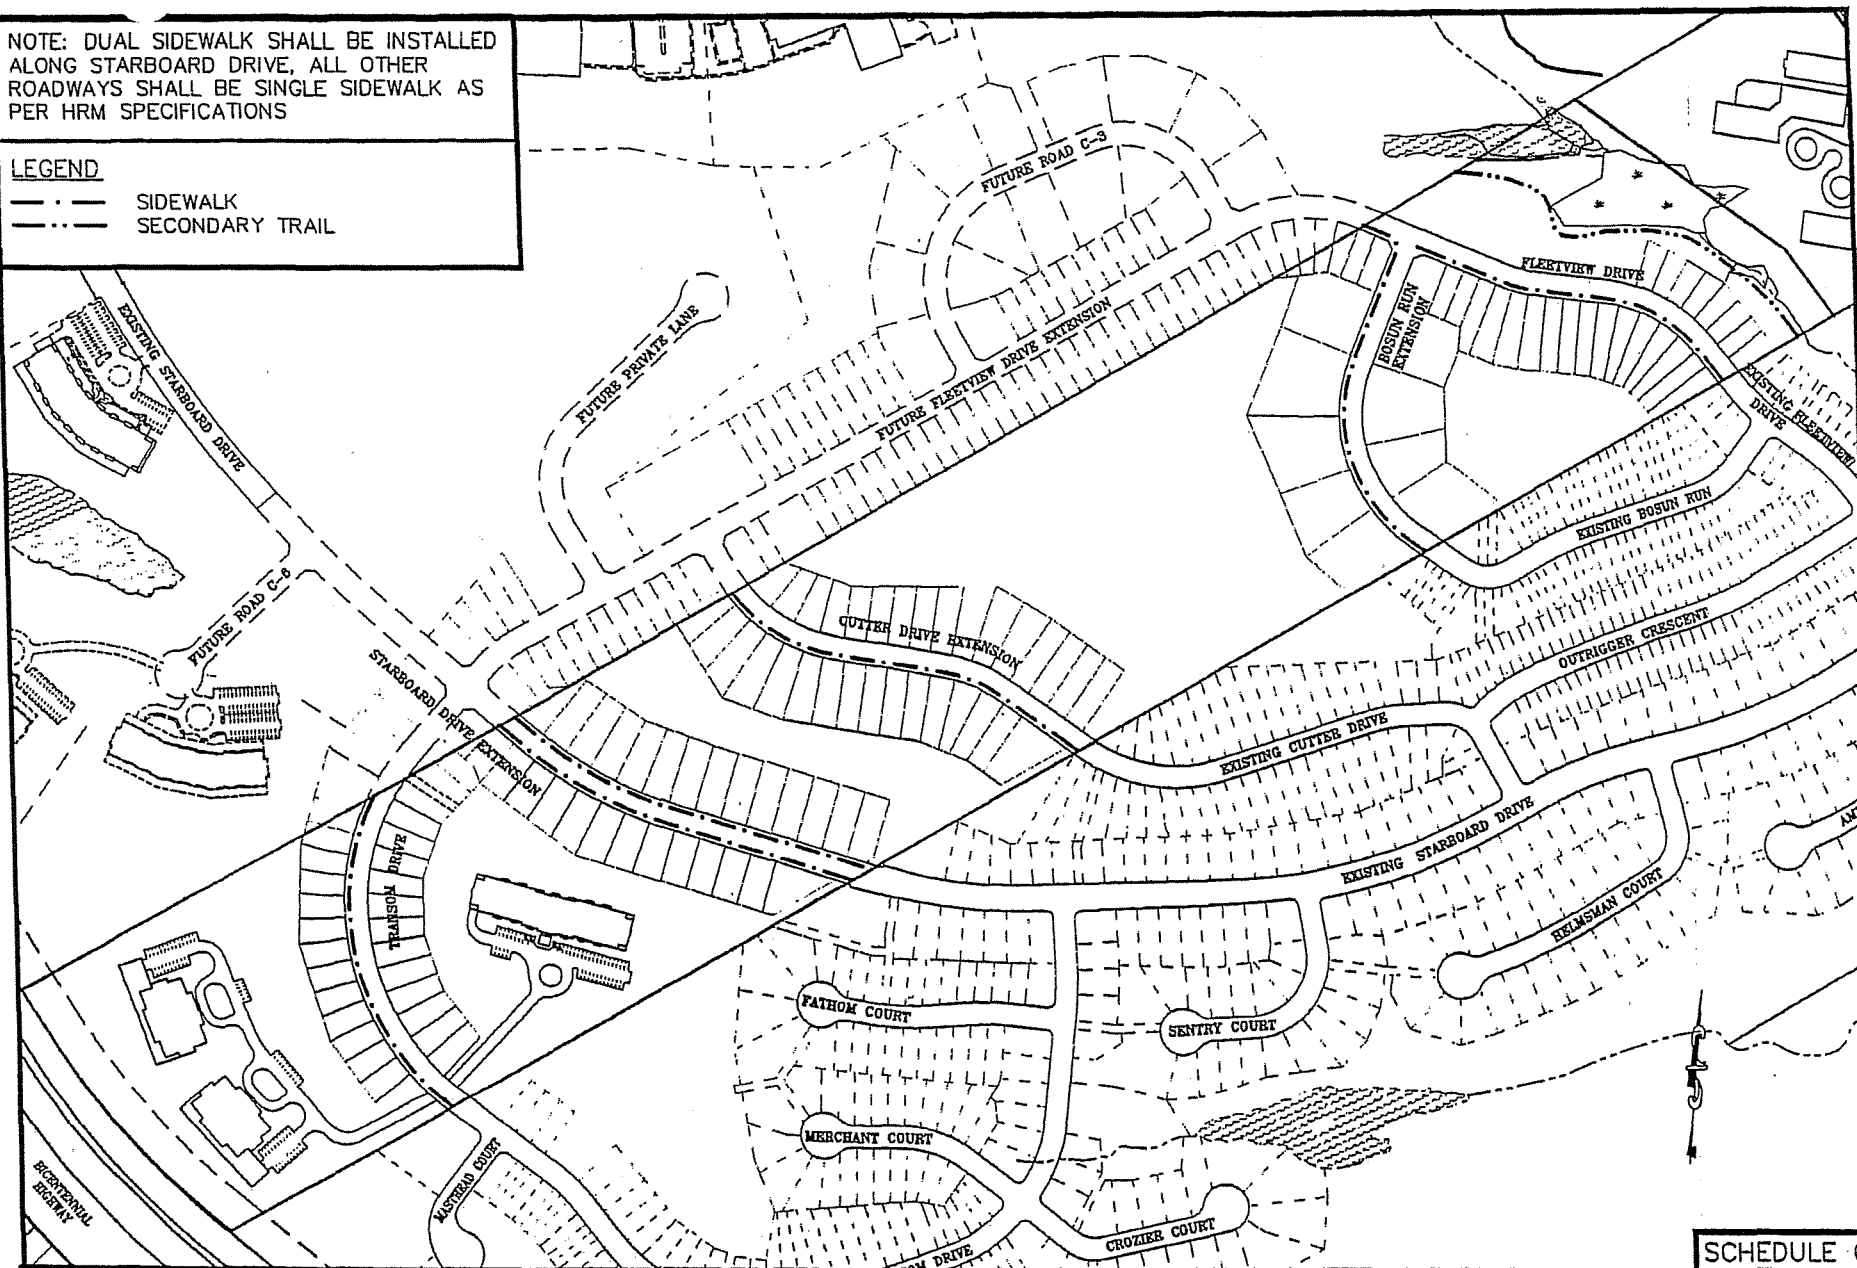 NOTE: DUAL SIDEWALK SHALL BE INSTALLED
ALONG STARBOARD DRIVE, ALL OTHER
ROADWAYS SHALL BE SINGLE SIDEWALK AS
PER HRM SPECIFICATIONS
LEGEND
SIDEWALK
SECONDARY TRAIL
FUTURE ROAD C-3
FLEETVIEW DRIVE
EXISTING STARBOARD DRIVE
FUTURE PRIVATE LANE
FUTURE FLEETVIEW DRIVE EXTENSION
BOSUN RUN
EXTENSION
EXISTING FLEETVIEW
DRIVE
EXISTING BOSUN RUN
FUTURE ROAD C-6
CUTTER DRIVE EXTENSION
OUTRIGGER CRESCENT
STARBOARD DRIVE EXTENSION
EXISTING CUTTER DRIVE
EXISTING STARBOARD DRIVE
TRANSOM DRIVE
HELMSMAN COURT
FATHOM COURT
SENTRY COURT
MERCHANT COURT
MASTHEAD COURT
BICENTENNIAL
HIGHWAY
CROZIER COURT
DRIVE
SCHEDULE